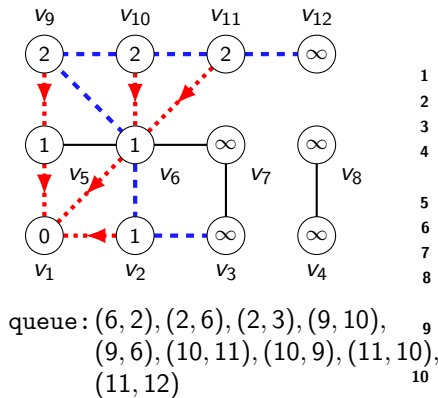 v9 v10 v11 v12
2 2 2 ∞
1
2
3
4
1 1 ∞ ∞
v5 v6 v7 v8
5
6
0 1 ∞ ∞
7
v1 v2 v3 v4
8
queue: (6, 2), (2, 6), (2, 3), (9, 10),
9
(9, 6), (10, 11), (10, 9), (11, 10),
(11, 12)
10